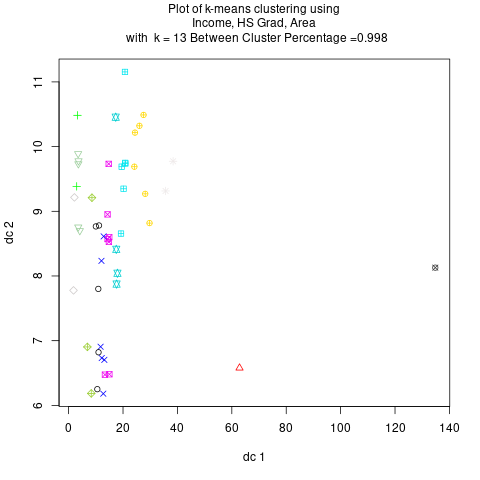 Plot of k-means clustering using
Income, HS Grad, Area
with k = 13 Between Cluster Percentage =0.998
11
10
9
8
7
6
dc 2
0 20 40 60 80 100 120 140
dc 1